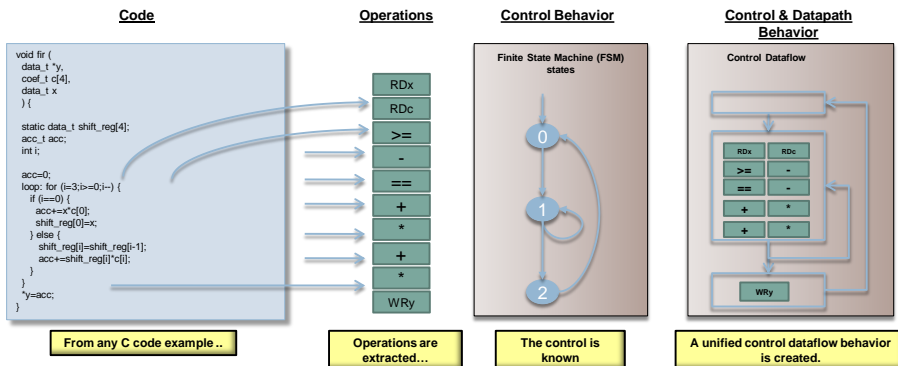 Code
void fir (
data_t *y,
coef_t c[4],
data_t x
) {
static data_t shift_reg[4];
acc_t acc;
int i;
acc=0;
loop: for (i=3;i>=0;i--) {
if (i==0) {
acc+=x*c[0];
shift_reg[0]=x;
} else {
shift_reg[i]=shift_reg[i-1];
acc+=shift_reg[i]*c[i];
}
}
*y=acc;
}
From any C code example ..
Operations
RDx
RDc
>=
-
==
+
*
+
*
WRy
Operations are
extracted…
Control Behavior
Finite State Machine (FSM)
states
0
1
2
The control is
known
Control & Datapath
Behavior
Control Dataflow
RDx RDc
>= -
== -
+ *
+ *
WRy
A unified control dataflow behavior
is created.